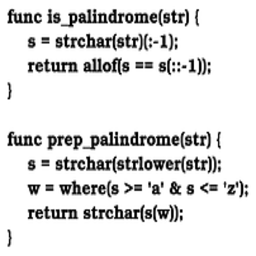 func is_palindrome(str) {
s = strchar(str)(:-1);
return allof(s == s(::-1));
}
func prep_palindrome(str) {
s = strchar(strlower(str));
w = where(s >= 'a' & s <= 'z');
return strchar(s(w));
}